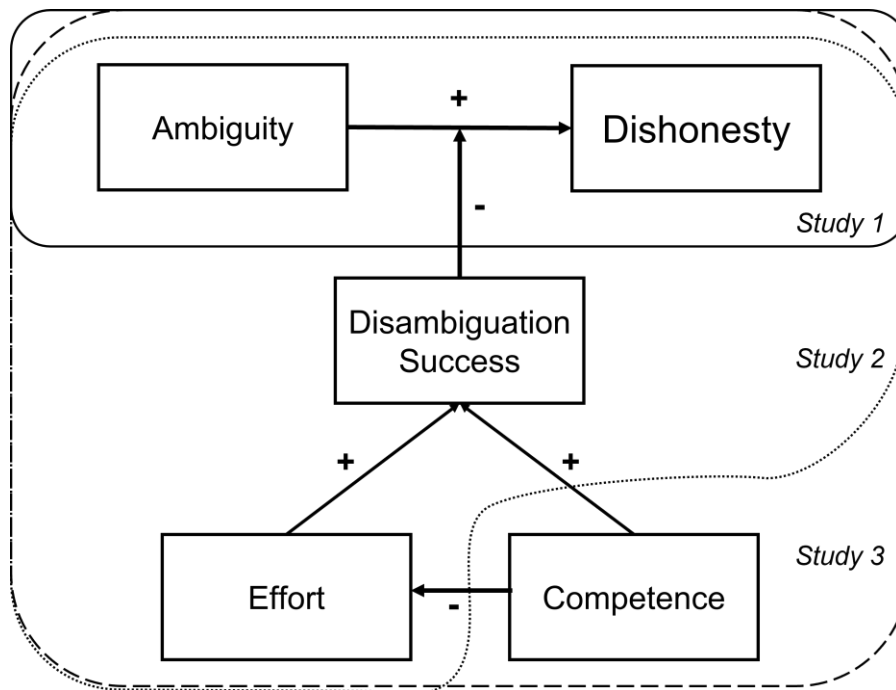 +
Ambiguity
Dishonesty
-
Study 1
Disambiguation
Success
Study 2
+
+
Study 3
Effort
-
Competence